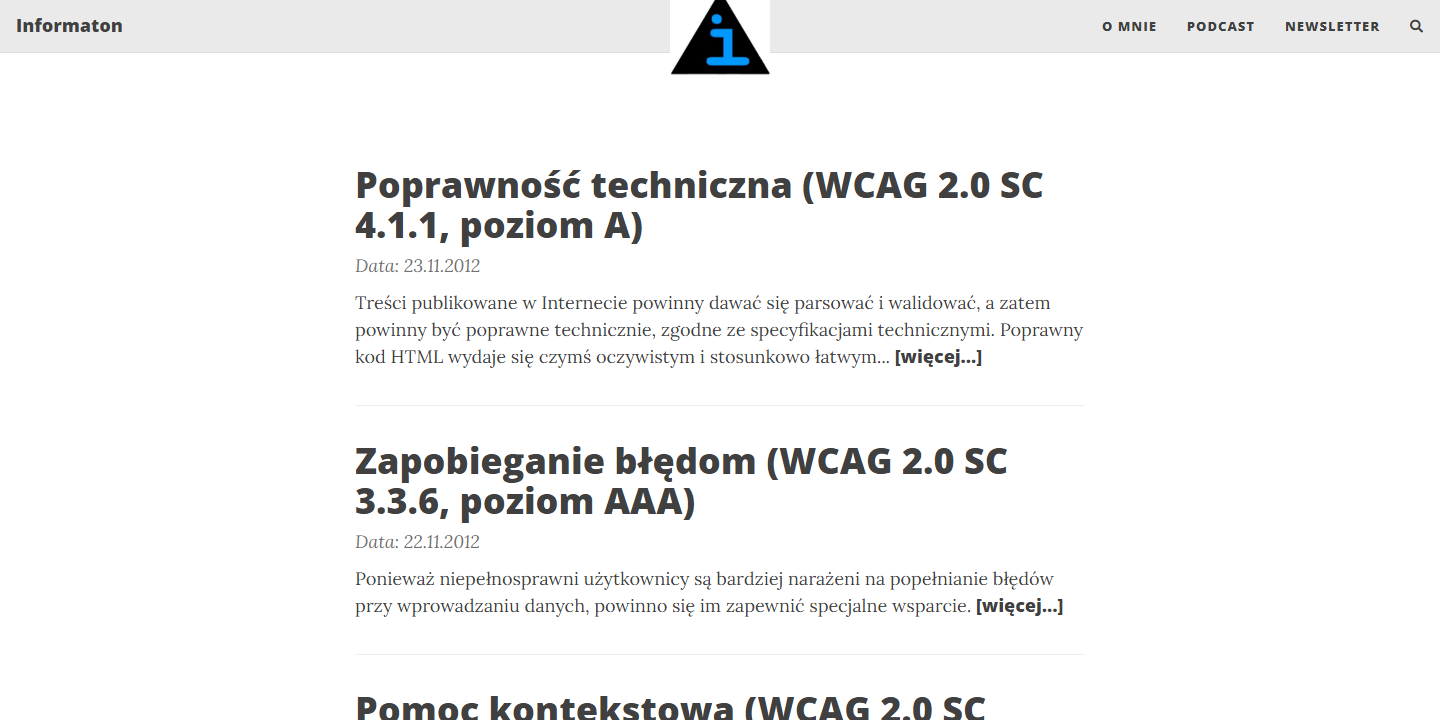 Informaton
i
O MNIE
PODCAST
NEWSLETTER
Poprawność techniczna (WCAG 2.0 SC
4.1.1, poziom A)
Data: 23.11.2012
Treści publikowane w Internecie powinny dawać się parsować i walidować, a zatem
powinny być poprawne technicznie, zgodne ze specyfikacjami technicznymi. Poprawny
kod HTML wydaje się czymś oczywistym i stosunkowo łatwym... [więcej...]
Zapobieganie błędom (WCAG 2.0 SC
3.3.6, poziom AAA)
Data: 22.11.2012
Ponieważ niepełnosprawni użytkownicy są bardziej narażeni na popełnianie błędów
przy wprowadzaniu danych, powinno się im zapewnić specjalne wsparcie. [więcej...]
Pomoc kontekstowa (WCAG 2.0 SC